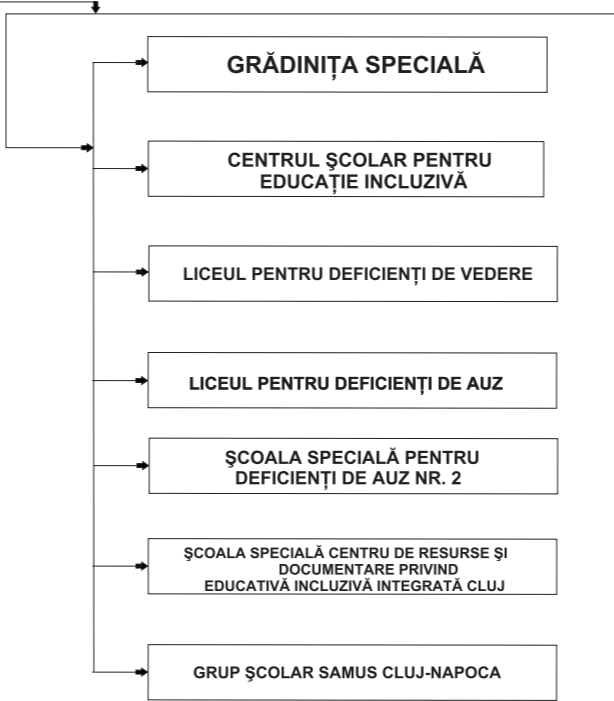 GRĂDINIȚA SPECIALĂ
CENTRUL ŞCOLAR PENTRU
EDUCAȚIE INCLUZIVĂ
LICEUL PENTRU DEFICIENȚI DE VEDERE
LICEUL PENTRU DEFICIENȚI DE AUZ
ŞCOALA SPECIALĂ PENTRU
DEFICIENȚI DE AUZ NR. 2
ŞCOALA SPECIALĂ CENTRU DE RESURSE ŞI
DOCUMENTARE PRIVIND
EDUCATIVĂ INCLUZIVĂ INTEGRATĂ CLUJ
GRUP ŞCOLAR SAMUS CLUJ-NAPOCA